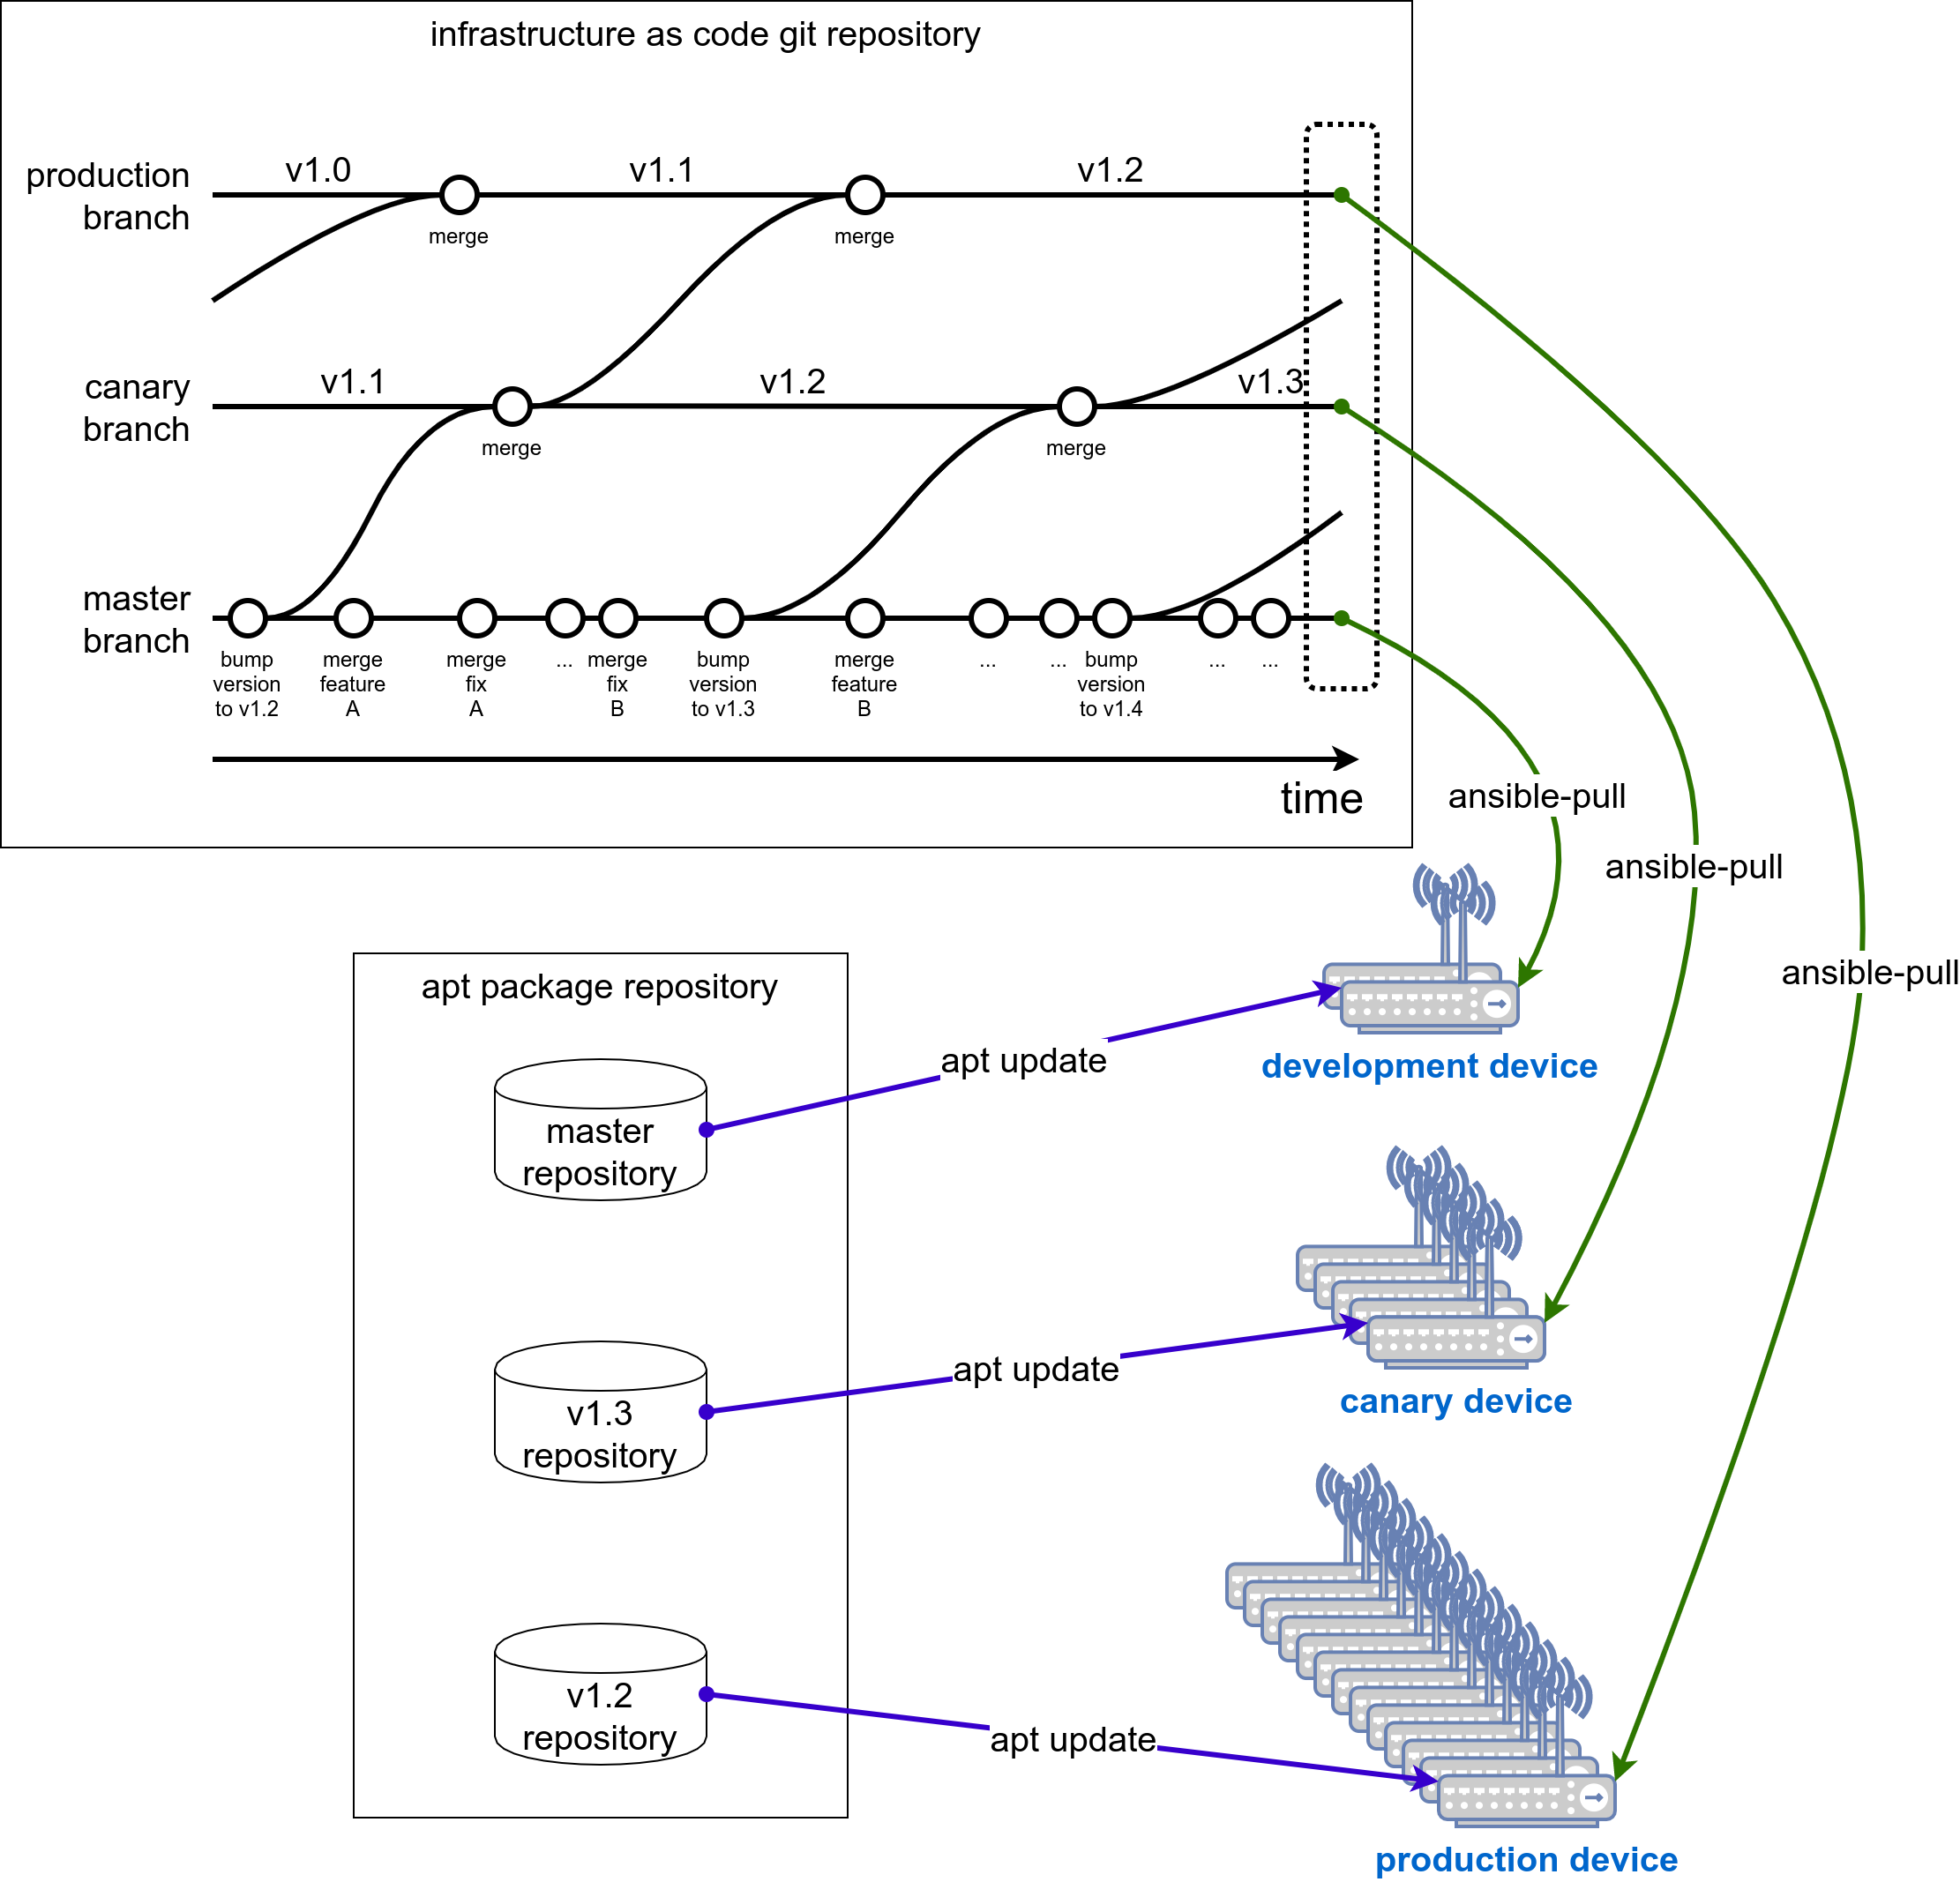 infrastructure as code git repository
production
branch
v1.0
v1.1
v1.2
merge
merge
canary
branch
v1.1
v1.2
v1.3
merge
merge
master
branch
bump
version
to v1.2
merge
feature
A
merge
fix
A
...
merge
fix
B
bump
version
to v1.3
merge
feature
B
...
...
bump
version
to v1.4
...
...
time
ansible-pull
ansible-pull
ansible-pull
apt package repository
master
repository
apt update
development device
v1.3
repository
apt update
canary device
v1.2
repository
apt update
production device